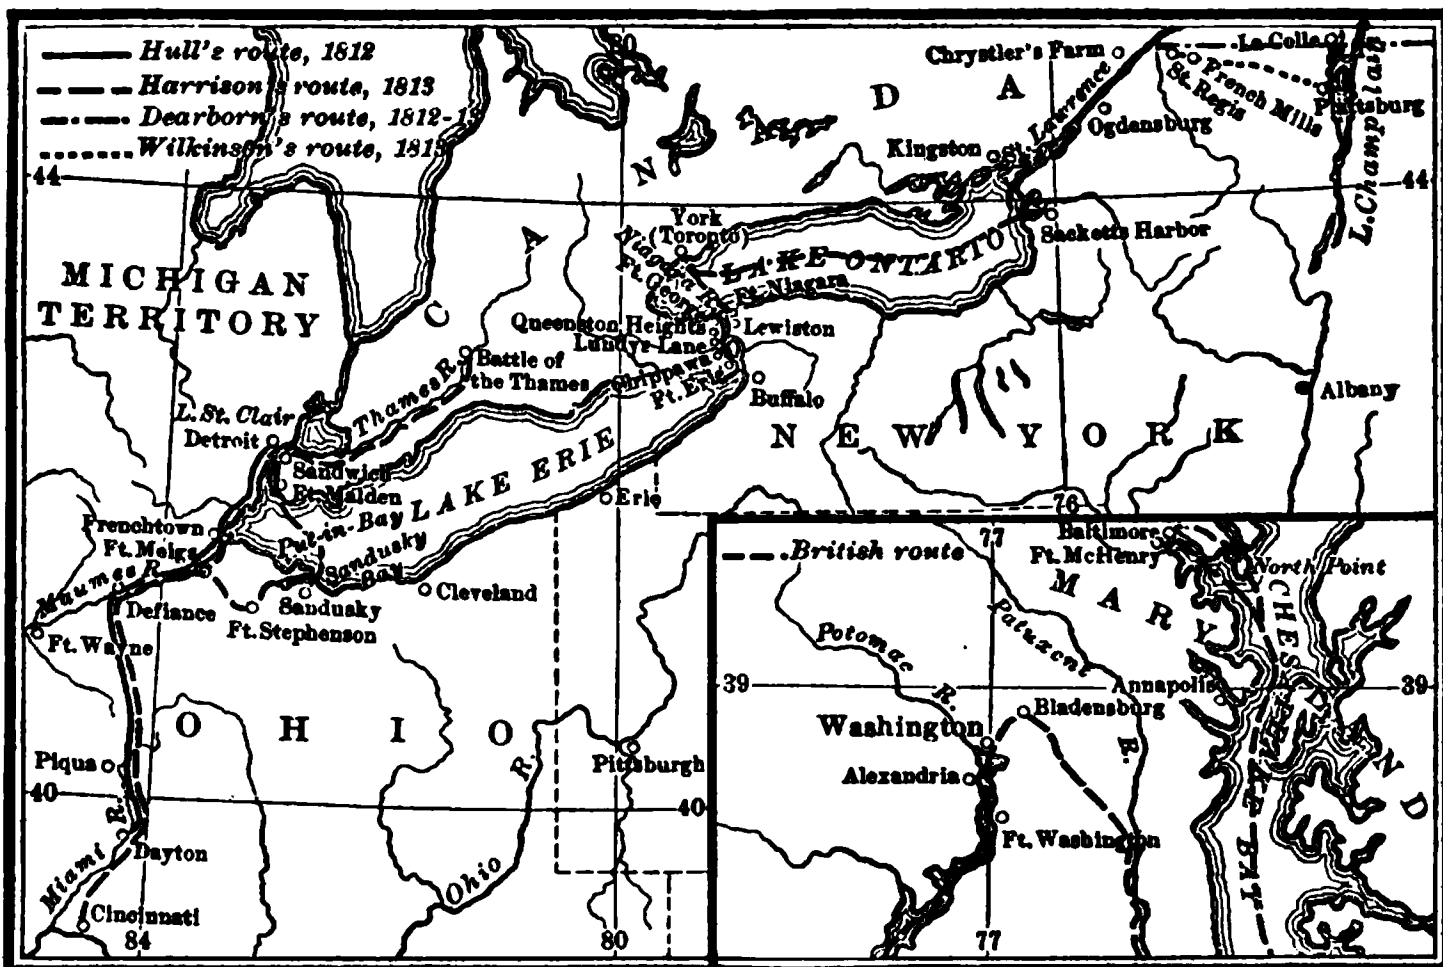 Hull's route, 1812
Harrison's route, 1813
Dearborn's route, 1812-13
Wilkinson's route, 1813
80
CANADA
Chrystler's Farm
La Colle
French Mills
St. Regis
Plattsburg
L. Champlain
St. Lawrence
Ogdensburg
Kingston
44
44
York
(Toronto)
Sacketts Harbor
LAKE ONTARIO
Niagara R.
Ft. George
Ft. Niagara
MICHIGAN
TERRITORY
Queenston Heights
Lewiston
Lundys Lane
Chippawa
Ft. Erie
Buffalo
Battle of
the Thames
Thames R.
Albany
L. St. Clair
Detroit
NEW YORK
Sandwich
Ft. Malden
LAKE ERIE
Erie
76
Frenchtown
Put-in-Bay
Ft. Meigs
Sandusky
Bay
Maumee R.
Defiance
Sandusky
Cleveland
Ft. Stephenson
Ft. Wayne
OHIO
Piqua
Pittsburgh
R.
40
40
Miami R.
Dayton
Ohio
Cincinnati
84
80
British route
77
Baltimore
Ft. McHenry
North Point
MARYLAND
CHESAPEAKE BAY
Patuxent
R.
Potomac
R.
39
39
Annapolis
Bladensburg
Washington
Alexandria
Ft. Washington
77